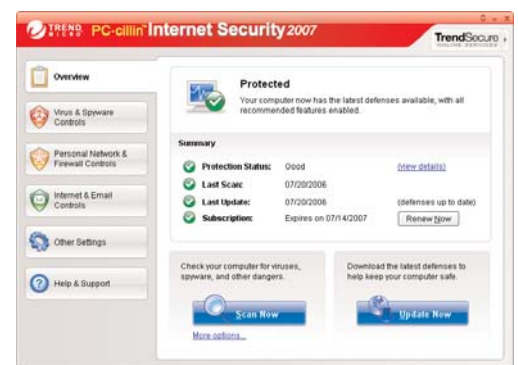 TREND MICRO PC-cillin Internet Security 2007
TrendSecure
ONLINE SERVICES
Overview
Virus & Spyware
Controls
Personal Network &
Firewall Controls
Internet & Email
Controls
Other Settings
Help & Support
Protected
Your computer now has the latest defenses available, with all
recommended features enabled.
Summary
Protection Status: Good (view details)
Last Scan: 07/20/2006
Last Update: 07/20/2006 (defenses up to date)
Subscription: Expires on 07/14/2007 Renew Now
Check your computer for viruses,
spyware, and other dangers.
Scan Now
More options...
Download the latest defenses to
help keep your computer safe.
Update Now